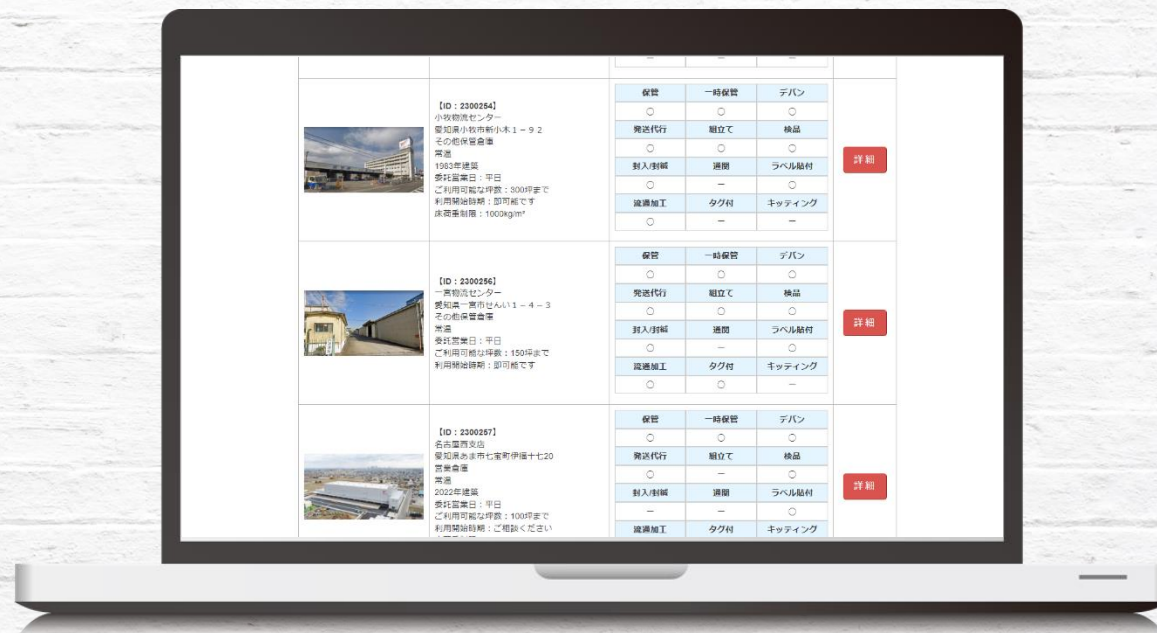 － － －
【ID：2300254】
小牧物流センター
愛知県小牧市新小木１－９２
その他保管倉庫
常温
1983年建築
委託営業日：平日
ご利用可能な坪数：300坪まで
利用開始時期：即可能です
床荷重制限：1000kg/m²
保管 一時保管 デバン
○ ○ ○
発送代行 組立て 検品
○ ○ ○
封入/封緘 通関 ラベル貼付
○ － ○
流通加工 タグ付 キッティング
○ － －
詳細
【ID：2300256】
一宮物流センター
愛知県一宮市せんい１－４－３
その他保管倉庫
常温
委託営業日：平日
ご利用可能な坪数：150坪まで
利用開始時期：即可能です
保管 一時保管 デバン
○ ○ ○
発送代行 組立て 検品
○ ○ ○
封入/封緘 通関 ラベル貼付
○ － ○
流通加工 タグ付 キッティング
○ ○ －
詳細
【ID：2300257】
名古屋西支店
愛知県あま市七宝町伊福十七20
営業倉庫
常温
2022年建築
委託営業日：平日
ご利用可能な坪数：100坪まで
利用開始時期：ご相談ください
保管 一時保管 デバン
○ ○ ○
発送代行 組立て 検品
○ － ○
封入/封緘 通関 ラベル貼付
－ － ○
流通加工 タグ付 キッティング
詳細